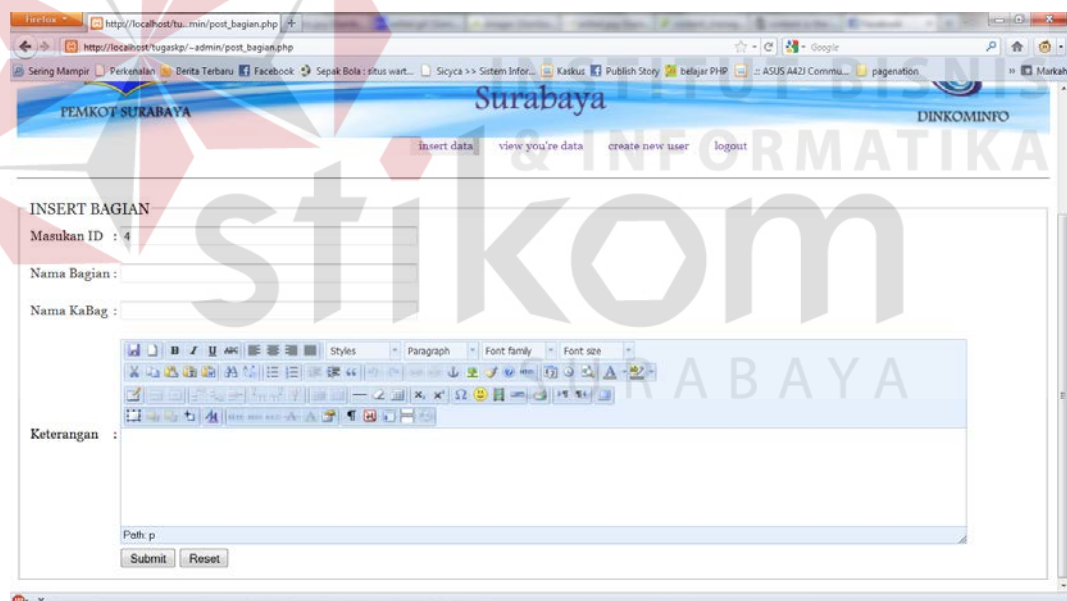 Firefox
http://localhost/tu...min/post_bagian.php
http://localhost/tugaskp/~admin/post_bagian.php
Google
Sering Mampir Perkenalan Berita Terbaru Facebook Sepak Bola : situs wart... Sicyca >> Sistem Infor... Kaskus Publish Story belajar PHP .:: ASUS A42J Commu... pagenation Markah
INSTITUT BISNIS
& INFORMATIKA
stikom
SURABAYA
PEMKOT SURABAYA
Surabaya
DINKOMINFO
insert data view you're data create new user logout
INSERT BAGIAN
Masukan ID : 4
Nama Bagian :
Nama KaBag :
Styles Paragraph Font family Font size
Keterangan :
Path: p
Submit Reset